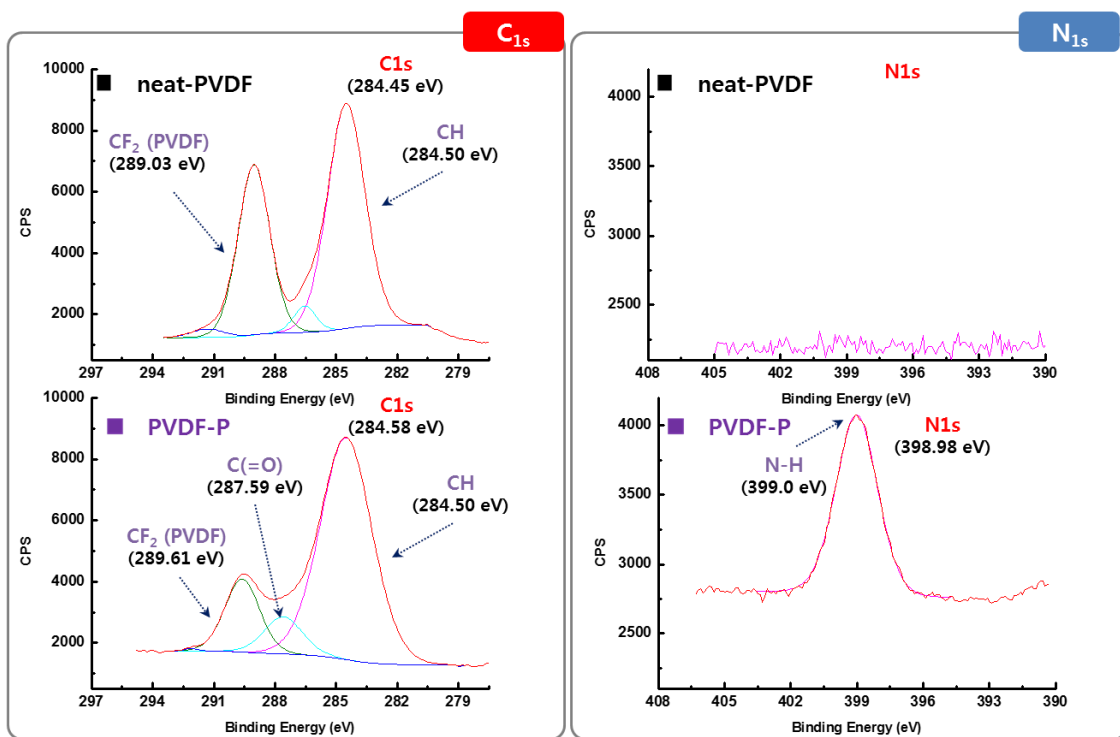 C1s
N1s
10000
8000
6000
4000
2000
CPS
■ neat-PVDF
C1s
(284.45 eV)
CF2 (PVDF)
(289.03 eV)
CH
(284.50 eV)
297 294 291 288 285 282 279
Binding Energy (eV)
10000
8000
6000
4000
2000
CPS
■ PVDF-P
C1s
(284.58 eV)
C(=O)
(287.59 eV)
CH
(284.50 eV)
CF2 (PVDF)
(289.61 eV)
297 294 291 288 285 282 279
Binding Energy (eV)
4000
3500
3000
2500
CPS
■ neat-PVDF
N1s
408 405 402 399 396 393 390
Binding Energy (eV)
4000
3500
3000
2500
CPS
■ PVDF-P
N1s
(398.98 eV)
N-H
(399.0 eV)
408 405 402 399 396 393 390
Binding Energy (eV)